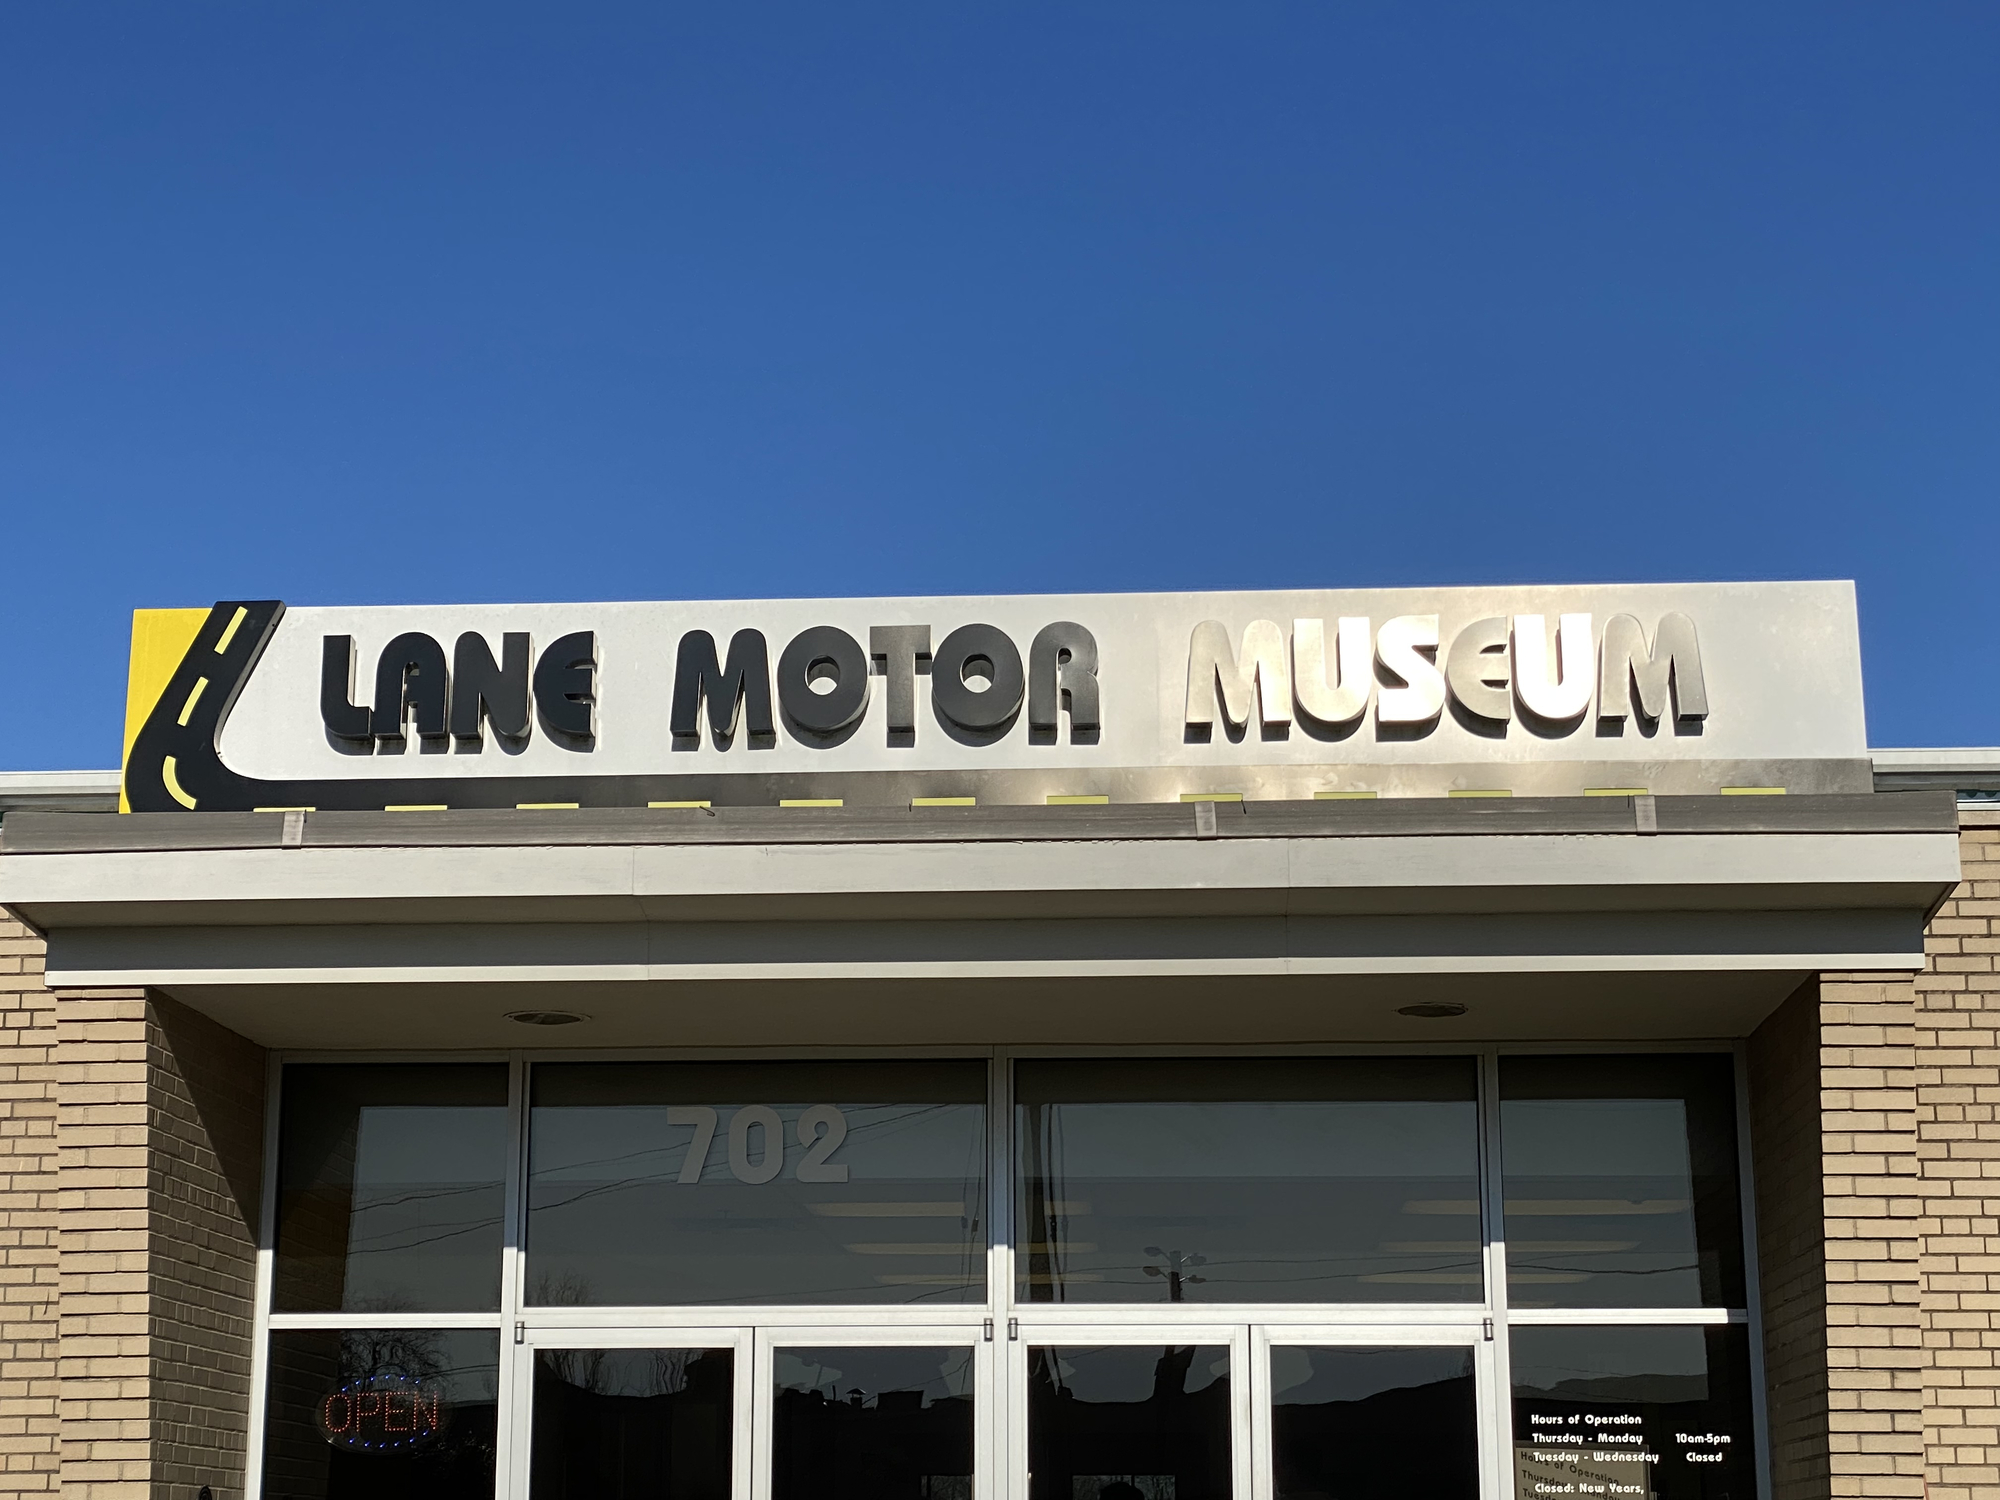 LANE MOTOR MUSEUM
702
OPEN
Hours of Operation
Thursday - Monday 10am-5pm
Tuesday - Wednesday Closed
Closed: New Years,